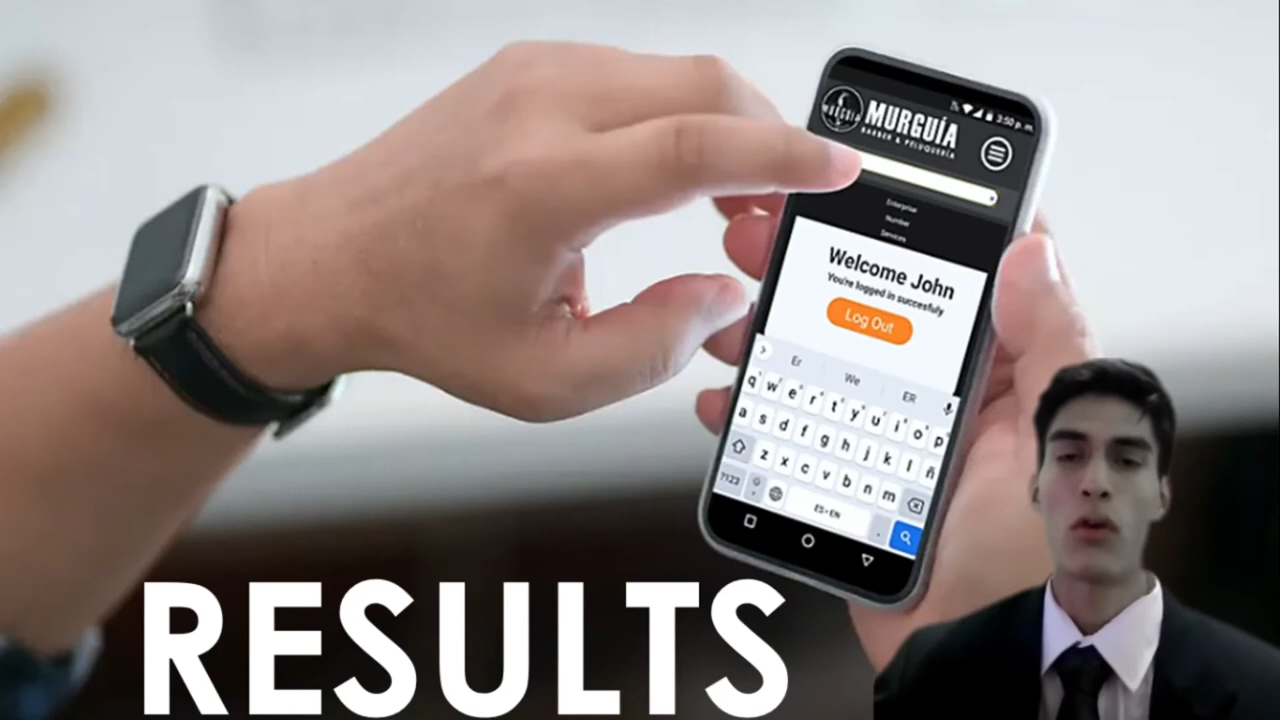 3:50 p. m.
MURGUÍA
MURGUÍA
BARBER & PELUQUERÍA
Enterprise
Number
Services
Welcome John
You're logged in succesfuly
Log Out
Er We ER
q w e r t y u i o p
a s d f g h j k l ñ
z x c v b n m
?123 , ES • EN .
RESULTS